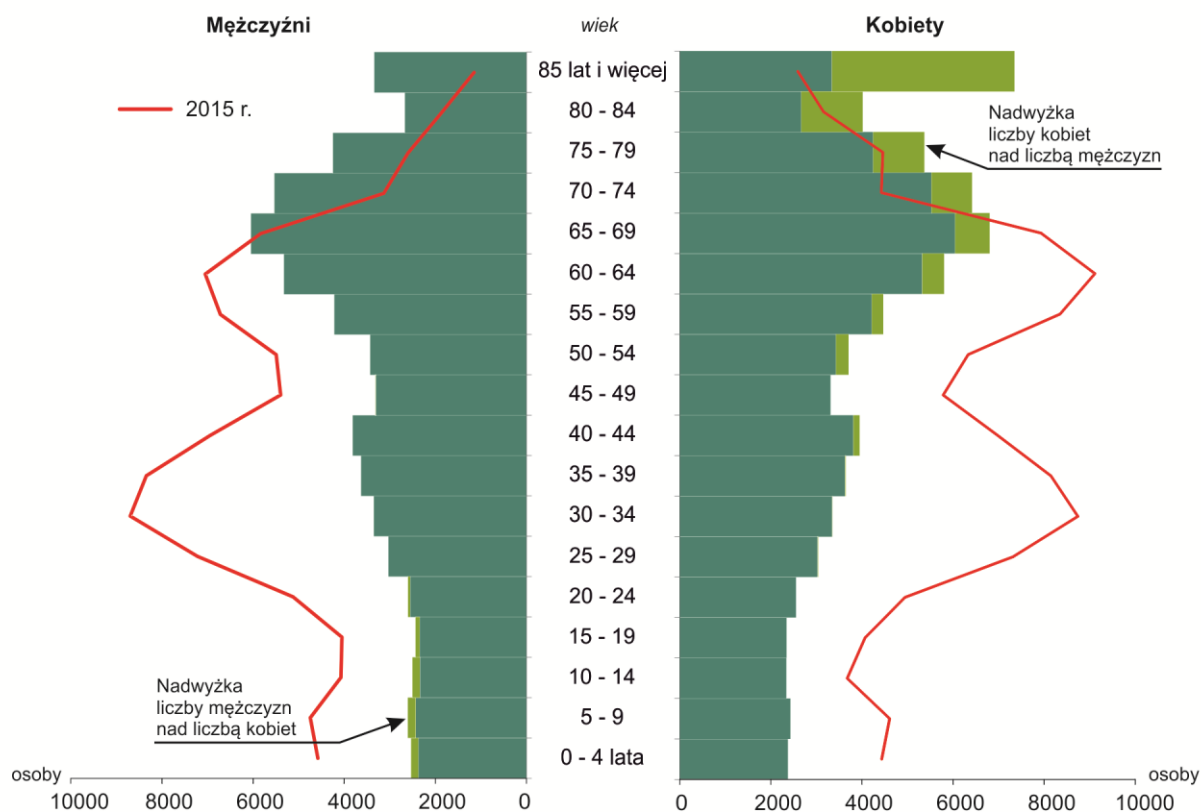 Mężczyźni
wiek
Kobiety
2015 r.
85 lat i więcej
80 - 84
75 - 79
70 - 74
65 - 69
60 - 64
55 - 59
50 - 54
45 - 49
40 - 44
35 - 39
30 - 34
25 - 29
20 - 24
15 - 19
10 - 14
5 - 9
0 - 4 lata
Nadwyżka
liczby kobiet
nad liczbą mężczyzn
Nadwyżka
liczby mężczyzn
nad liczbą kobiet
osoby
osoby
10000 8000 6000 4000 2000 0
0 2000 4000 6000 8000 10000